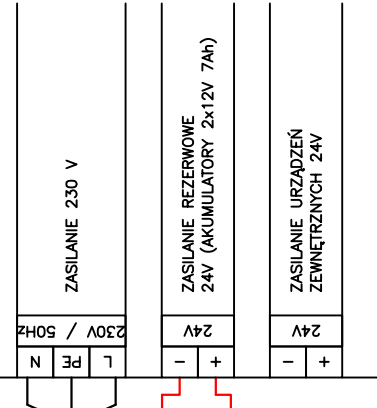 ZASILANIE 230 V
230V / 50Hz
N PE L
ZASILANIE REZERWOWE
24V (AKUMULATORY 2x12V 7Ah)
24V
- +
ZASILANIE URZĄDZEŃ
ZEWNĘTRZNYCH 24V
24V
- +